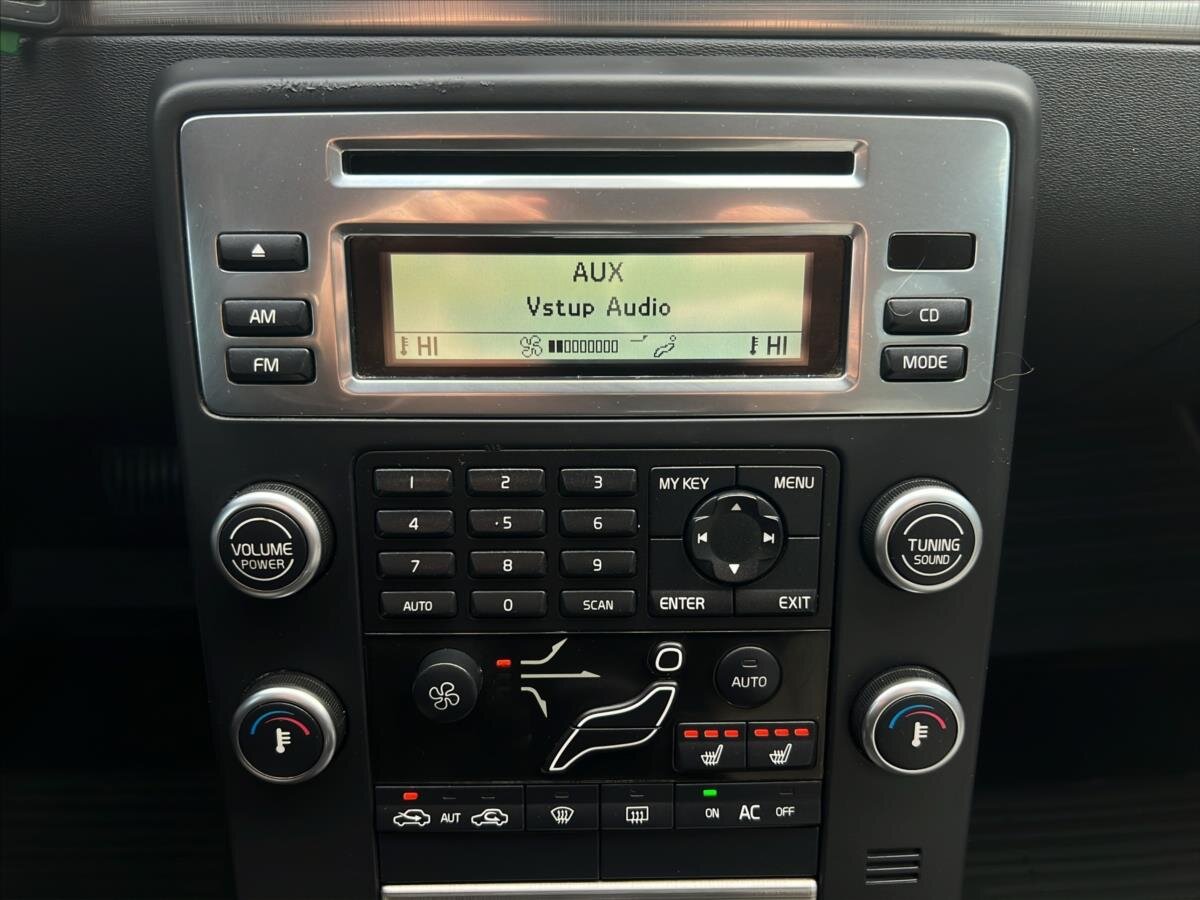 AUX
Vstup Audio
HI HI
AM
FM
CD
MODE
1 2 3
4 ·5 6
7 8 9
AUTO 0 SCAN
MY KEY MENU
ENTER EXIT
VOLUME
POWER
TUNING
SOUND
AUTO
AUT
ON AC OFF